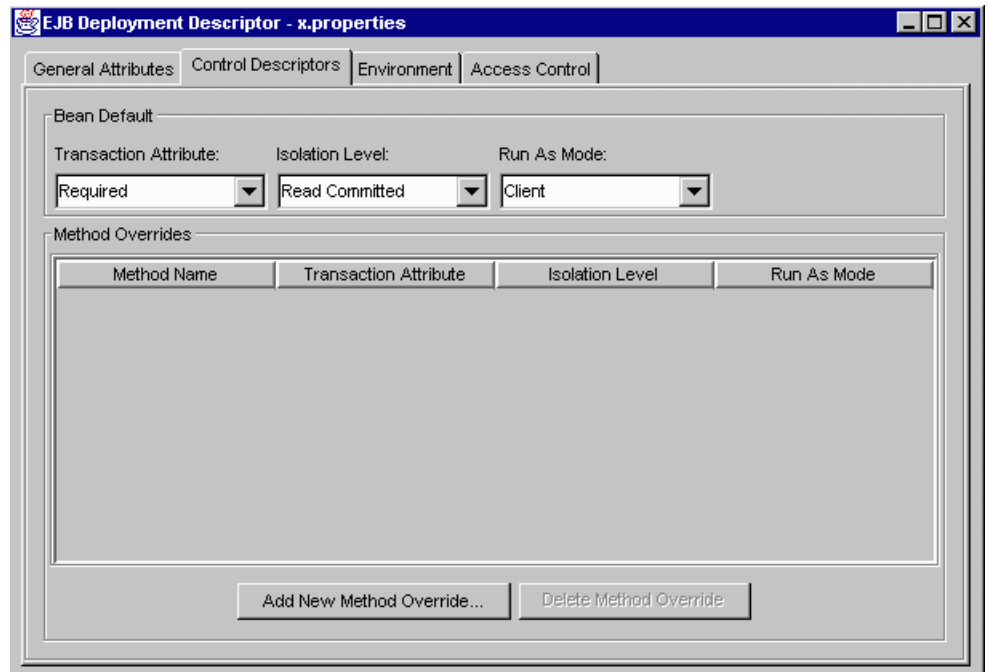 EJB Deployment Descriptor - x.properties
General Attributes Control Descriptors Environment Access Control
Bean Default
Transaction Attribute: Isolation Level: Run As Mode:
Required Read Committed Client
Method Overrides
Method Name Transaction Attribute Isolation Level Run As Mode
Add New Method Override... Delete Method Override